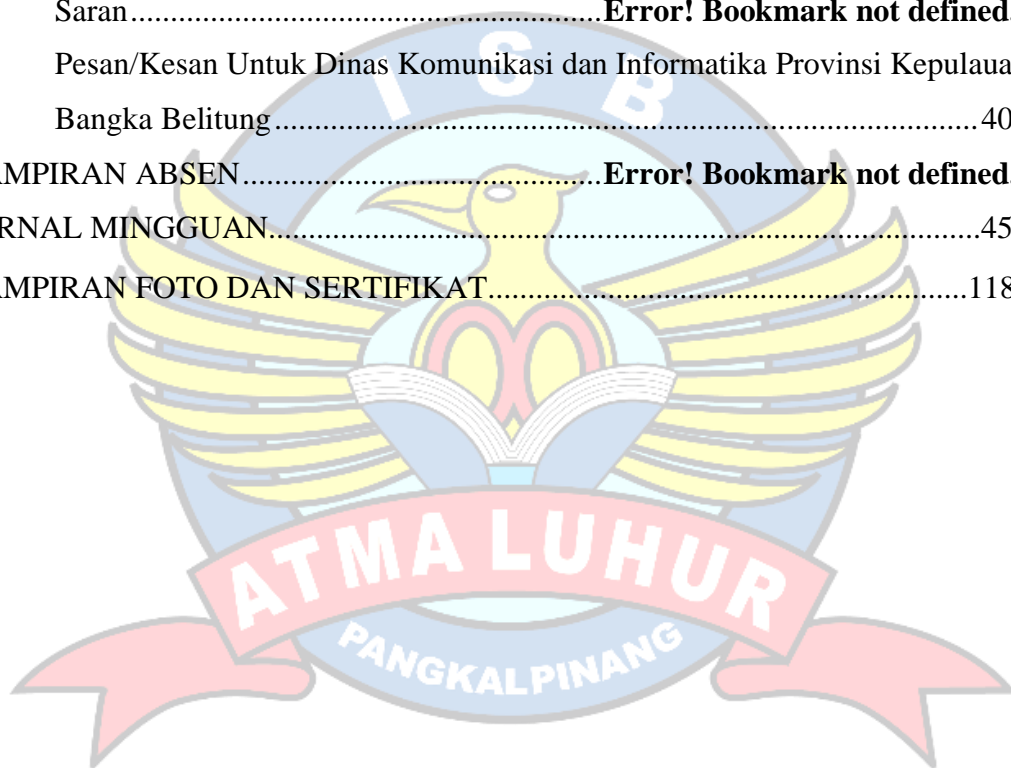 Saran...........................................................Error! Bookmark not defined.
Pesan/Kesan Untuk Dinas Komunikasi dan Informatika Provinsi Kepulaua
Bangka Belitung........................................................................................40
AMPIRAN ABSEN.............................................Error! Bookmark not defined.
RNAL MINGGUAN.........................................................................................45
AMPIRAN FOTO DAN SERTIFIKAT............................................................118
I S B
ATMA LUHUR
PANGKALPINANG